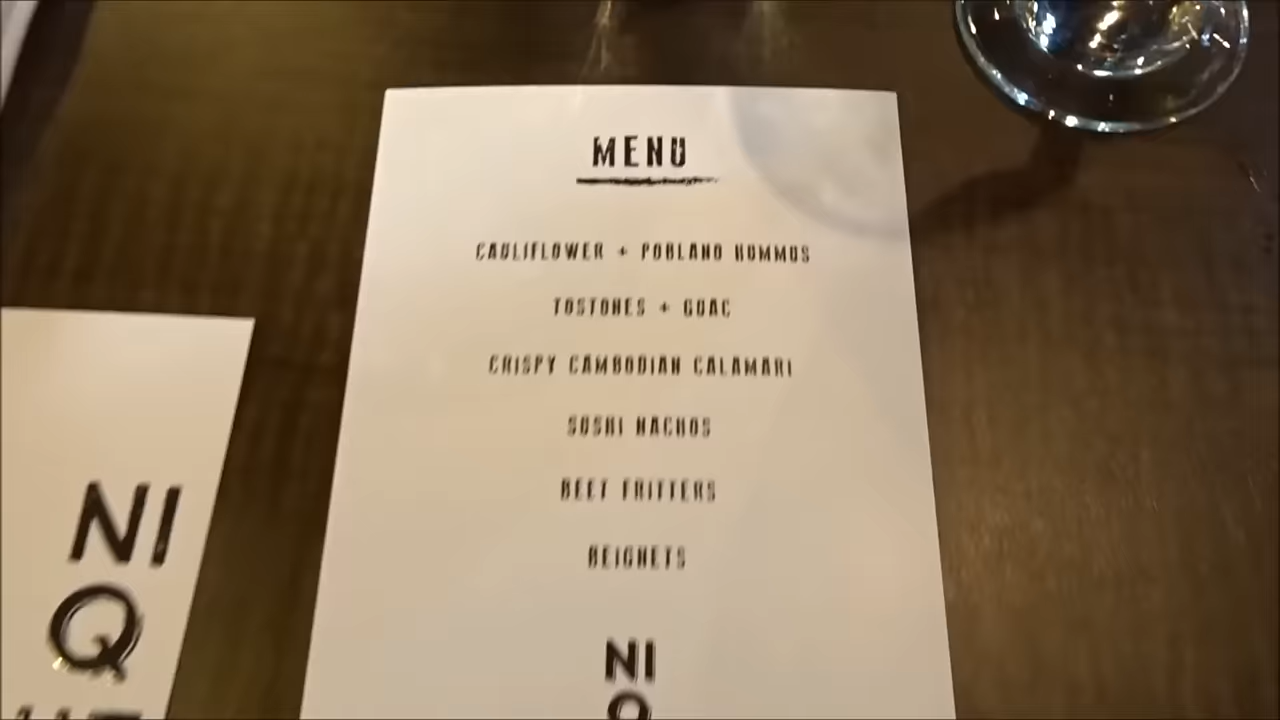 MENU
CAULIFLOWER + POBLANO HUMMUS
TOSTONES + GUAC
CRISPY CAMBODIAN CALAMARI
SUSHI NACHOS
BEET FRITTERS
BEIGNETS
NI
Q
NI
Q